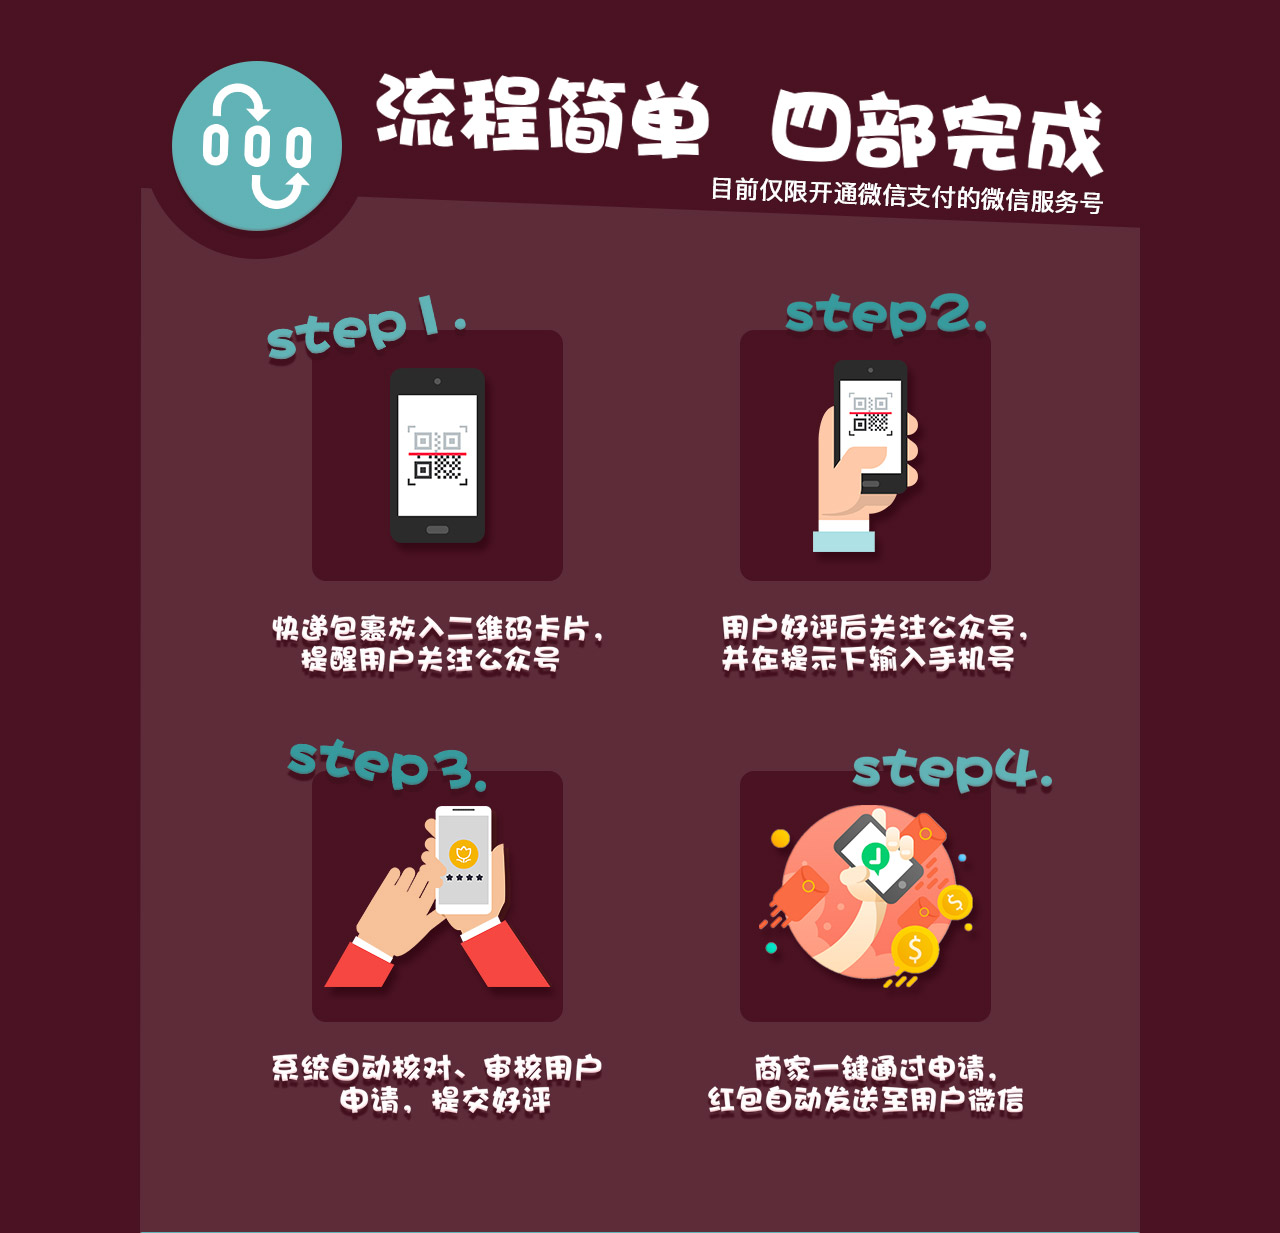 流程简单 四部完成
目前仅限开通微信支付的微信服务号
step1.
快递包裹放入二维码卡片,
提醒用户关注公众号
step2.
用户好评后关注公众号,
并在提示下输入手机号
step3.
系统自动核对、审核用户
申请, 提交好评
step4.
商家一键通过申请,
红包自动发送至用户微信